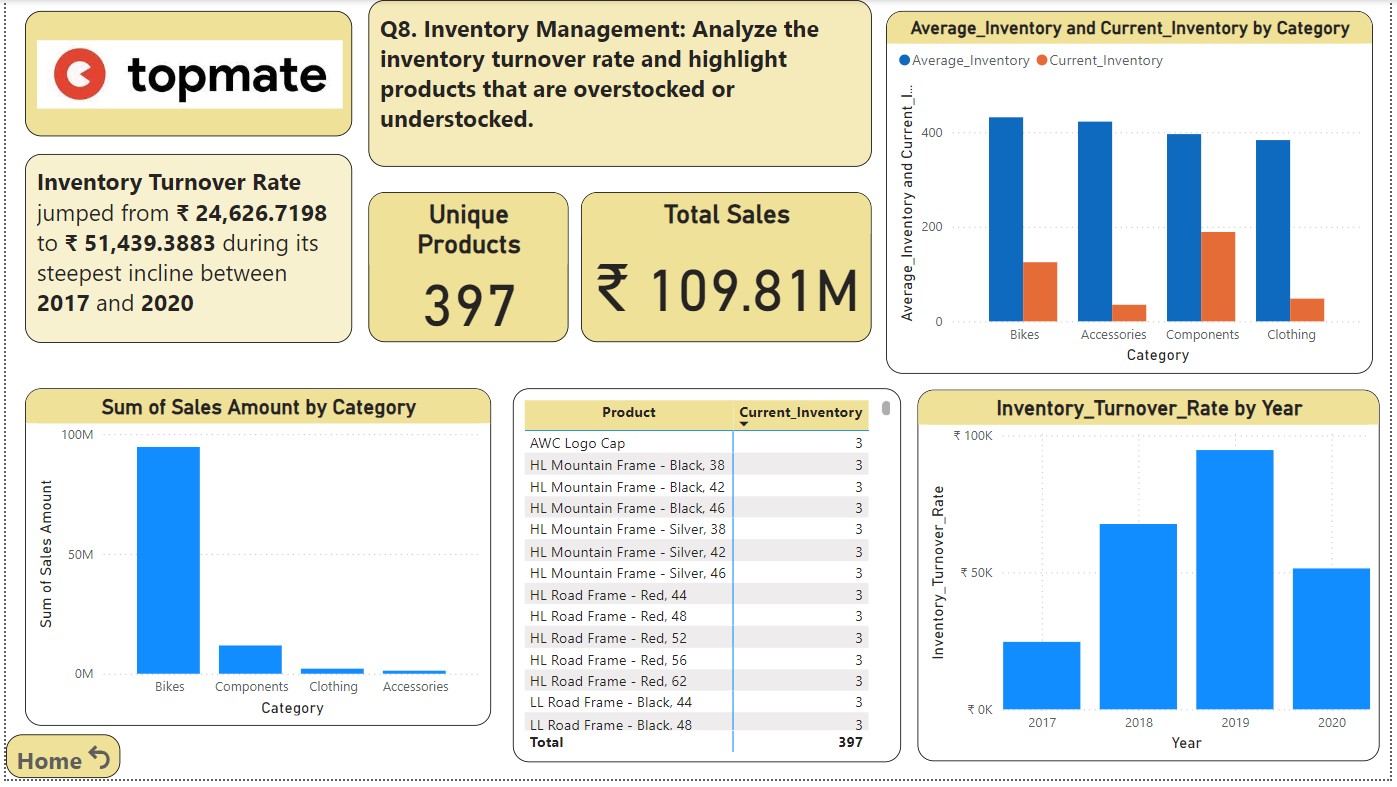 topmate
Q8. Inventory Management: Analyze the
inventory turnover rate and highlight
products that are overstocked or
understocked.
Inventory Turnover Rate
jumped from ₹ 24,626.7198
to ₹ 51,439.3883 during its
steepest incline between
2017 and 2020
Unique
Products
397
Total Sales
₹ 109.81M
Average_Inventory and Current_Inventory by Category
Average_Inventory Current_Inventory
Average_Inventory and Current_I...
400
200
0
Bikes Accessories Components Clothing
Category
Sum of Sales Amount by Category
Sum of Sales Amount
100M
50M
0M
Bikes Components Clothing Accessories
Category
Product Current_Inventory
AWC Logo Cap 3
HL Mountain Frame - Black, 38 3
HL Mountain Frame - Black, 42 3
HL Mountain Frame - Black, 46 3
HL Mountain Frame - Silver, 38 3
HL Mountain Frame - Silver, 42 3
HL Mountain Frame - Silver, 46 3
HL Road Frame - Red, 44 3
HL Road Frame - Red, 48 3
HL Road Frame - Red, 52 3
HL Road Frame - Red, 56 3
HL Road Frame - Red, 62 3
LL Road Frame - Black, 44 3
LL Road Frame - Black, 48 3
Total 397
Inventory_Turnover_Rate by Year
Inventory_Turnover_Rate
₹ 100K
₹ 50K
₹ 0K
2017 2018 2019 2020
Year
Home